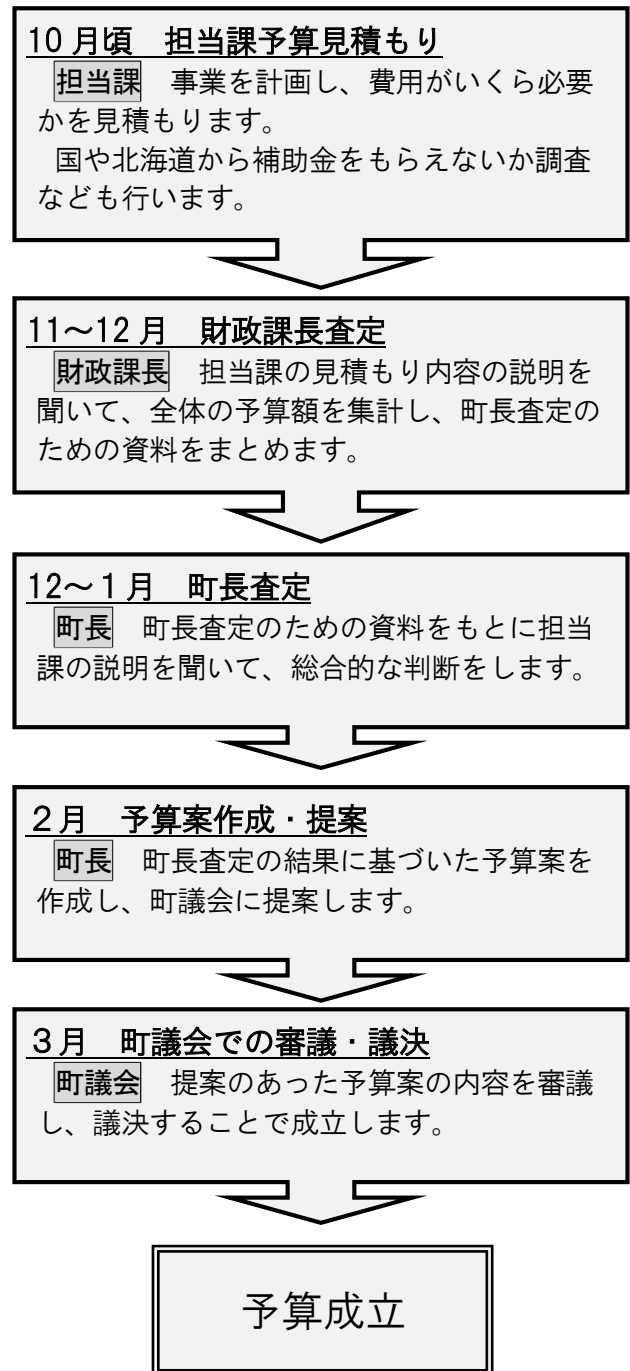 10月頃　担当課予算見積もり
担当課　事業を計画し、費用がいくら必要
かを見積もります。
国や北海道から補助金をもらえないか調査
なども行います。
11～12月　財政課長査定
財政課長　担当課の見積もり内容の説明を
聞いて、全体の予算額を集計し、町長査定の
ための資料をまとめます。
12～1月　町長査定
町長　町長査定のための資料をもとに担当
課の説明を聞いて、総合的な判断をします。
２月　予算案作成・提案
町長　町長査定の結果に基づいた予算案を
作成し、町議会に提案します。
３月　町議会での審議・議決
町議会　提案のあった予算案の内容を審議
し、議決することで成立します。
予算成立